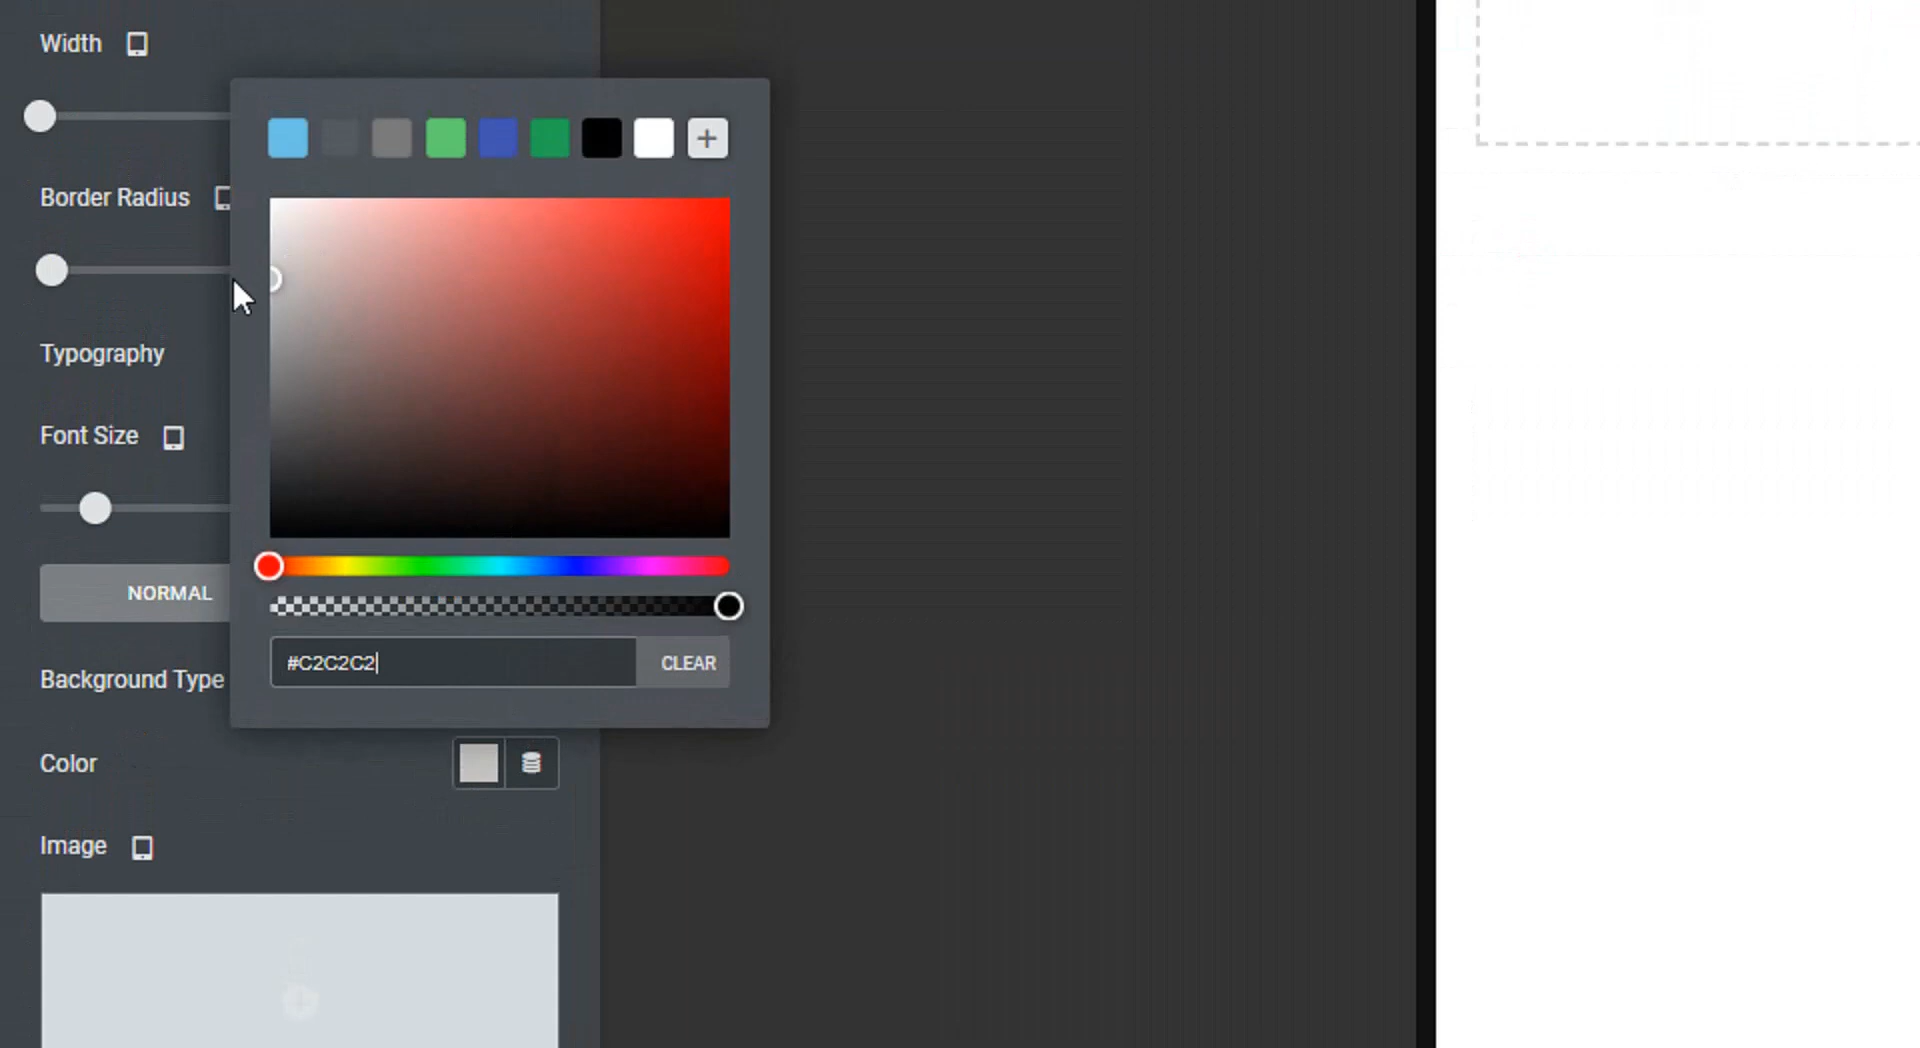 Width
Border Radius
Typography
Font Size
NORMAL
#C2C2C2
CLEAR
Background Type
Color
Image